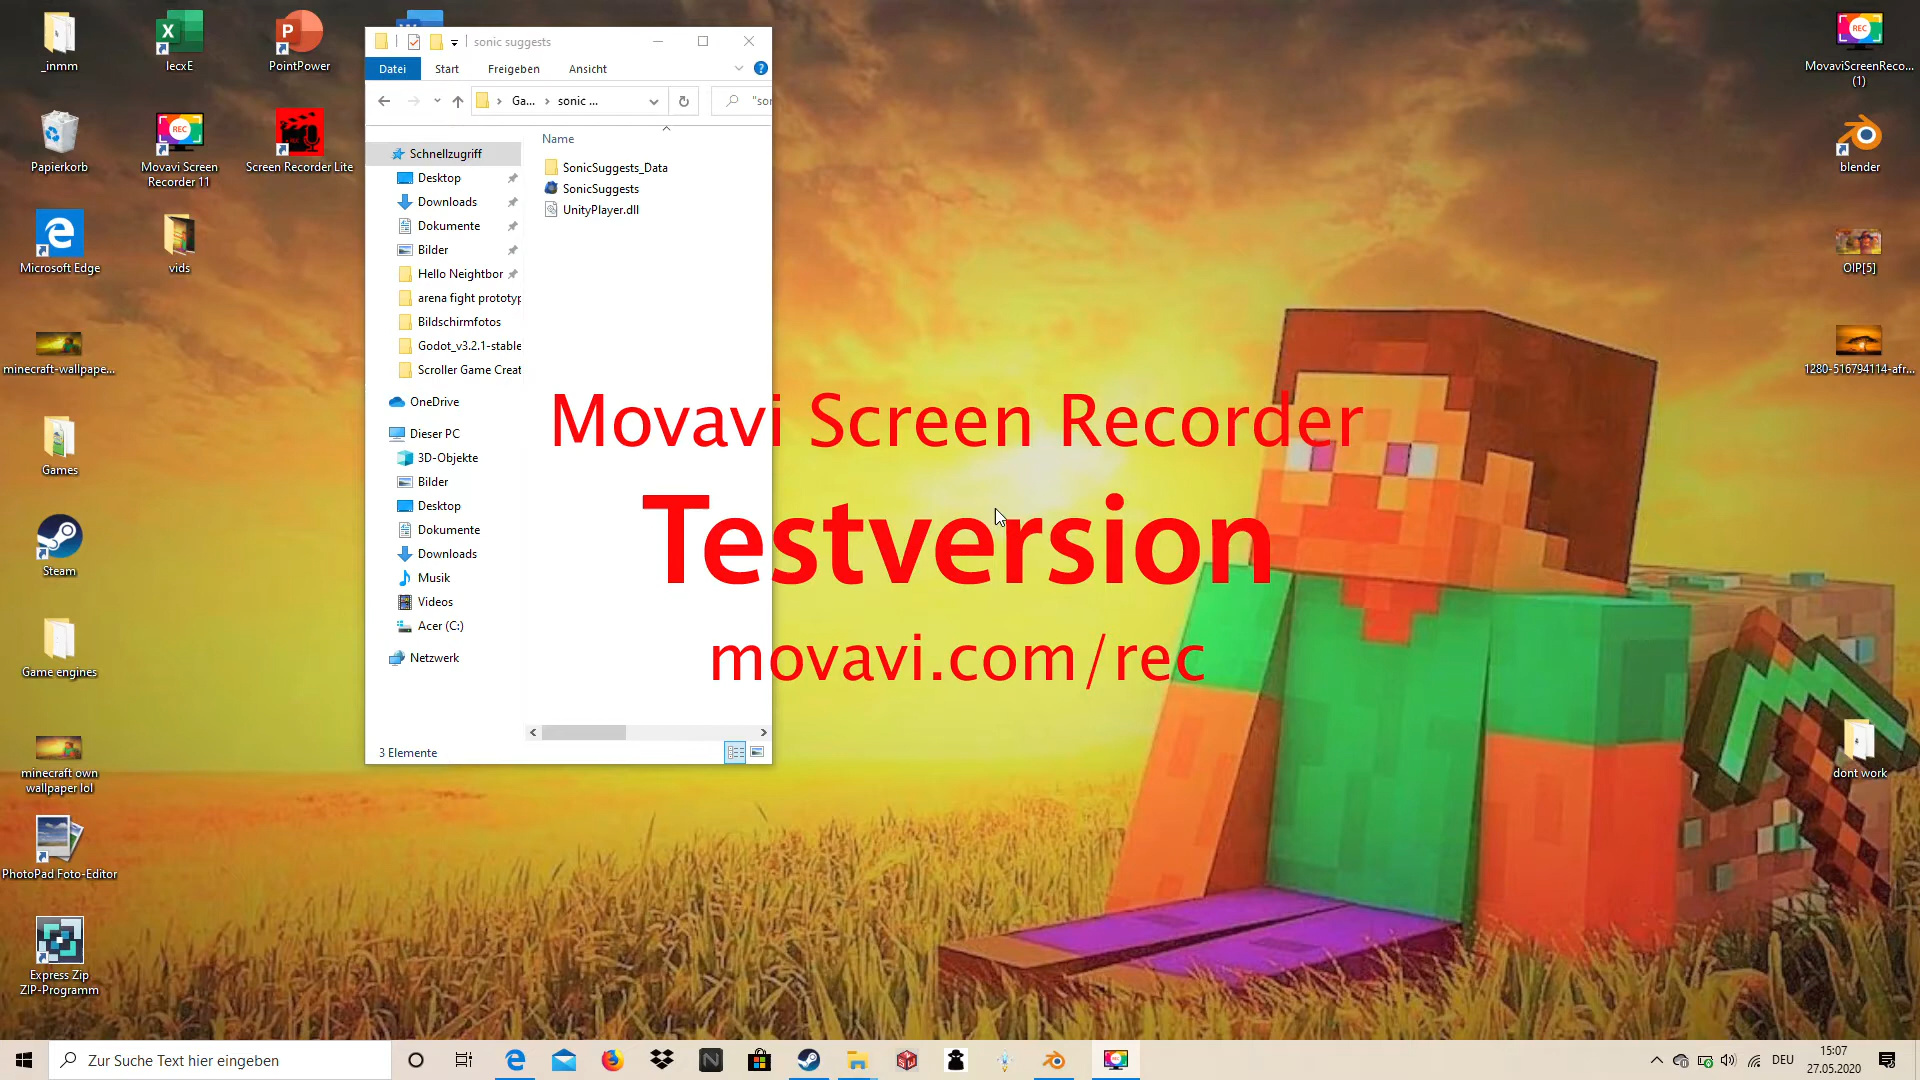 _inmm
lecxE
PointPower
Papierkorb
Movavi Screen
Recorder 11
Screen Recorder Lite
Microsoft Edge
vids
minecraft-wallpape...
Games
Steam
Game engines
minecraft own
wallpaper lol
PhotoPad Foto-Editor
Express Zip
ZIP-Programm
sonic suggests
Datei
Start
Freigeben
Ansicht
Ga...
sonic ...
"sor
Name
Schnellzugriff
Desktop
Downloads
Dokumente
Bilder
Hello Neightbor
arena fight prototyp
Bildschirmfotos
Godot_v3.2.1-stable
Scroller Game Creat
OneDrive
Dieser PC
3D-Objekte
Bilder
Desktop
Dokumente
Downloads
Musik
Videos
Acer (C:)
Netzwerk
SonicSuggests_Data
SonicSuggests
UnityPlayer.dll
3 Elemente
Movavi Screen Recorder
Testversion
movavi.com/rec
MovaviScreenReco...
(1)
blender
OIP[5]
1280-516794114-afr...
dont work
Zur Suche Text hier eingeben
DEU
15:07
27.05.2020